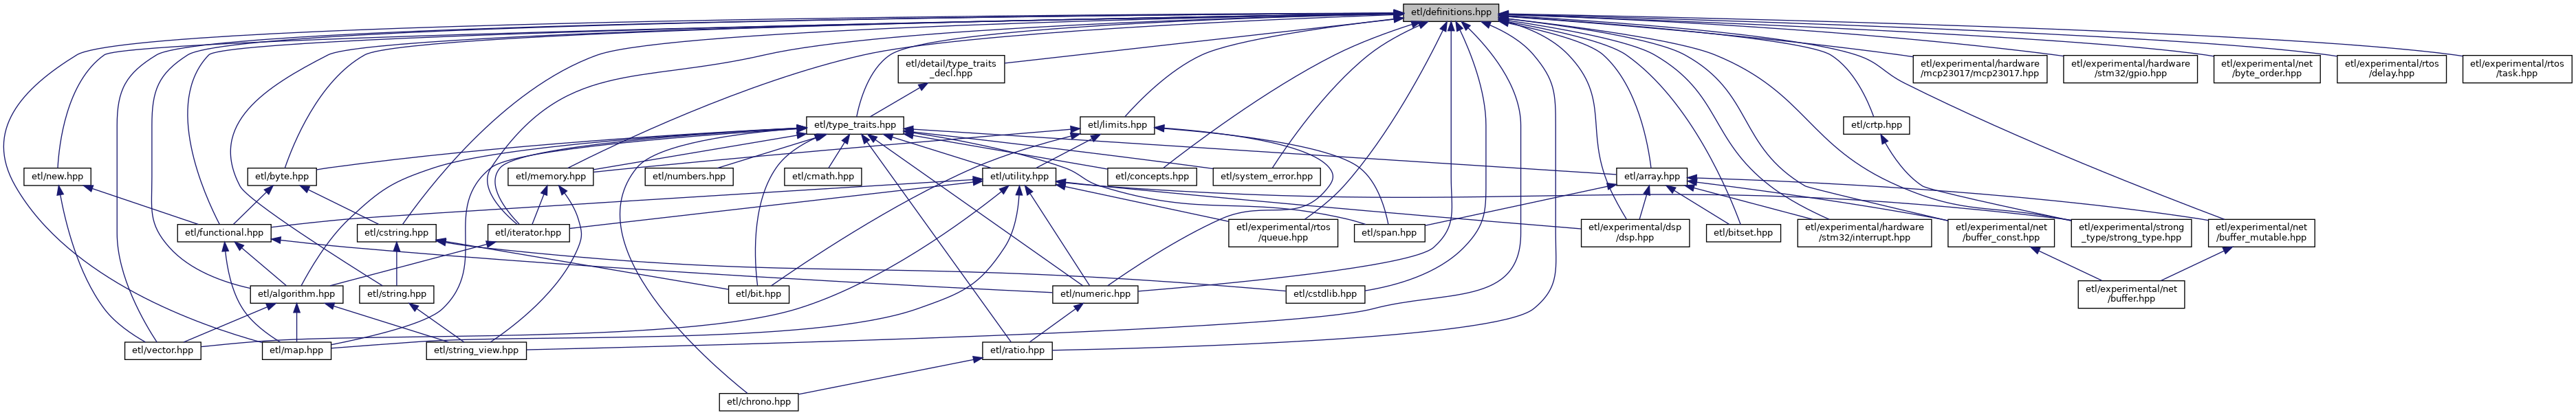 etl/definitions.hpp
etl/detail/type_traits
_decl.hpp
etl/experimental/hardware
/mcp23017/mcp23017.hpp
etl/experimental/hardware
/stm32/gpio.hpp
etl/experimental/net
/byte_order.hpp
etl/experimental/rtos
/delay.hpp
etl/experimental/rtos
/task.hpp
etl/type_traits.hpp
etl/limits.hpp
etl/crtp.hpp
etl/new.hpp
etl/byte.hpp
etl/memory.hpp
etl/numbers.hpp
etl/cmath.hpp
etl/utility.hpp
etl/concepts.hpp
etl/system_error.hpp
etl/array.hpp
etl/functional.hpp
etl/cstring.hpp
etl/iterator.hpp
etl/experimental/rtos
/queue.hpp
etl/span.hpp
etl/experimental/dsp
/dsp.hpp
etl/bitset.hpp
etl/experimental/hardware
/stm32/interrupt.hpp
etl/experimental/net
/buffer_const.hpp
etl/experimental/strong
_type/strong_type.hpp
etl/experimental/net
/buffer_mutable.hpp
etl/algorithm.hpp
etl/string.hpp
etl/bit.hpp
etl/numeric.hpp
etl/cstdlib.hpp
etl/experimental/net
/buffer.hpp
etl/vector.hpp
etl/map.hpp
etl/string_view.hpp
etl/ratio.hpp
etl/chrono.hpp